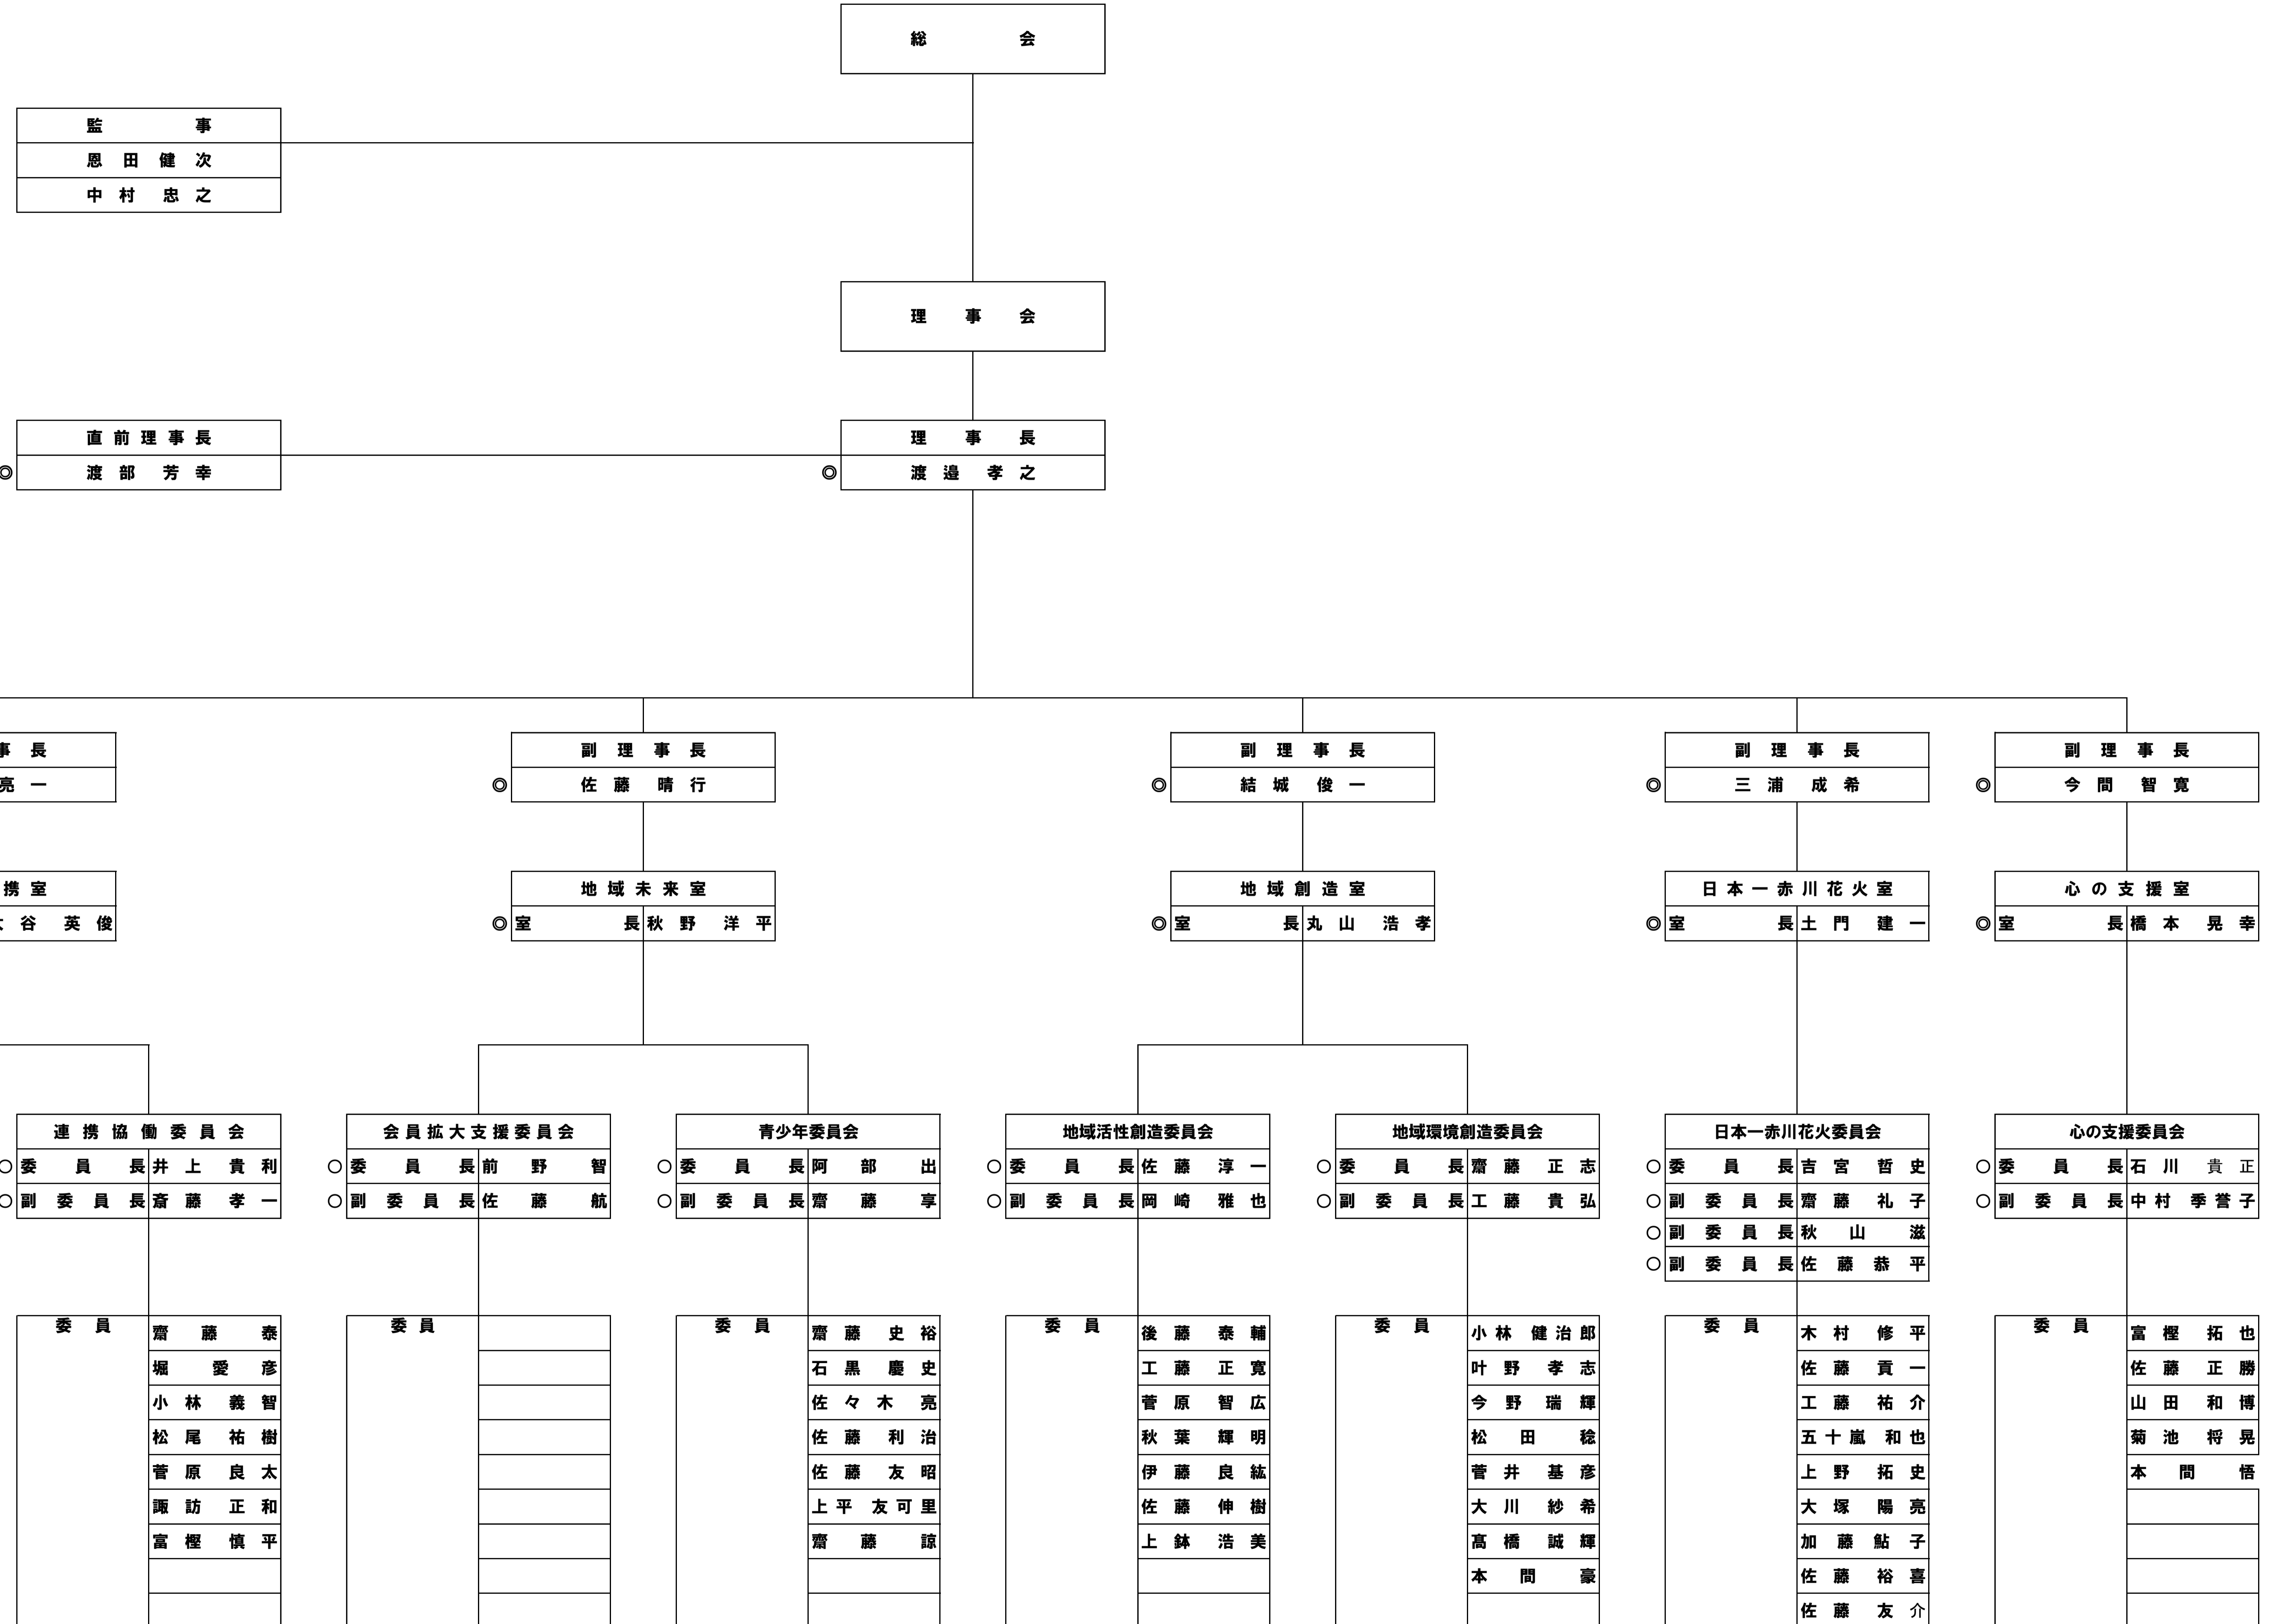 総会
監事
恩田健次
中村 忠之
理事会
直前理事長
◎ 渡部 芳幸
理事長
◎ 渡邉 孝之
事長
亮一
副理事長
◎ 佐藤 晴行
副理事長
◎ 結城 俊一
副理事長
◎ 三浦 成希
副理事長
◎ 今間 智寛
携室
谷 英俊
地域未来室
◎ 室長 秋野 洋平
地域創造室
◎ 室長 丸山 浩孝
日本一赤川花火室
◎ 室長 土門 建一
心の支援室
◎ 室長 橋本 晃幸
連携協働委員会
○ 委員長 井上 貴利
○ 副委員長 斎藤 孝一
委員
齋藤 泰
堀 愛彦
小林 義智
松尾 祐樹
菅原 良太
諏訪 正和
富樫 慎平
会員拡大支援委員会
○ 委員長 前野 智
○ 副委員長 佐藤 航
委員
青少年委員会
○ 委員長 阿部 出
○ 副委員長 齋藤 享
委員
齋藤 史裕
石黒 慶史
佐々木 亮
佐藤 利治
佐藤 友昭
上平 友可里
齋藤 諒
地域活性創造委員会
○ 委員長 佐藤 淳一
○ 副委員長 岡崎 雅也
委員
後藤 泰輔
工藤 正寛
菅原 智広
秋葉 輝明
伊藤 良紘
佐藤 伸樹
上鉢 浩美
地域環境創造委員会
○ 委員長 齋藤 正志
○ 副委員長 工藤 貴弘
委員
小林 健治郎
叶野 孝志
今野 瑞輝
松田 稔
菅井 基彦
大川 紗希
髙橋 誠輝
本間 豪
日本一赤川花火委員会
○ 委員長 吉宮 哲史
○ 副委員長 齋藤 礼子
○ 副委員長 秋山 滋
○ 副委員長 佐藤 恭平
委員
木村 修平
佐藤 貢一
工藤 祐介
五十嵐 和也
上野 拓史
大塚 陽亮
加藤 鮎子
佐藤 裕喜
佐藤 友介
心の支援委員会
○ 委員長 石川 貴正
○ 副委員長 中村 季誉子
委員
富樫 拓也
佐藤 正勝
山田 和博
菊池 将晃
本間 悟